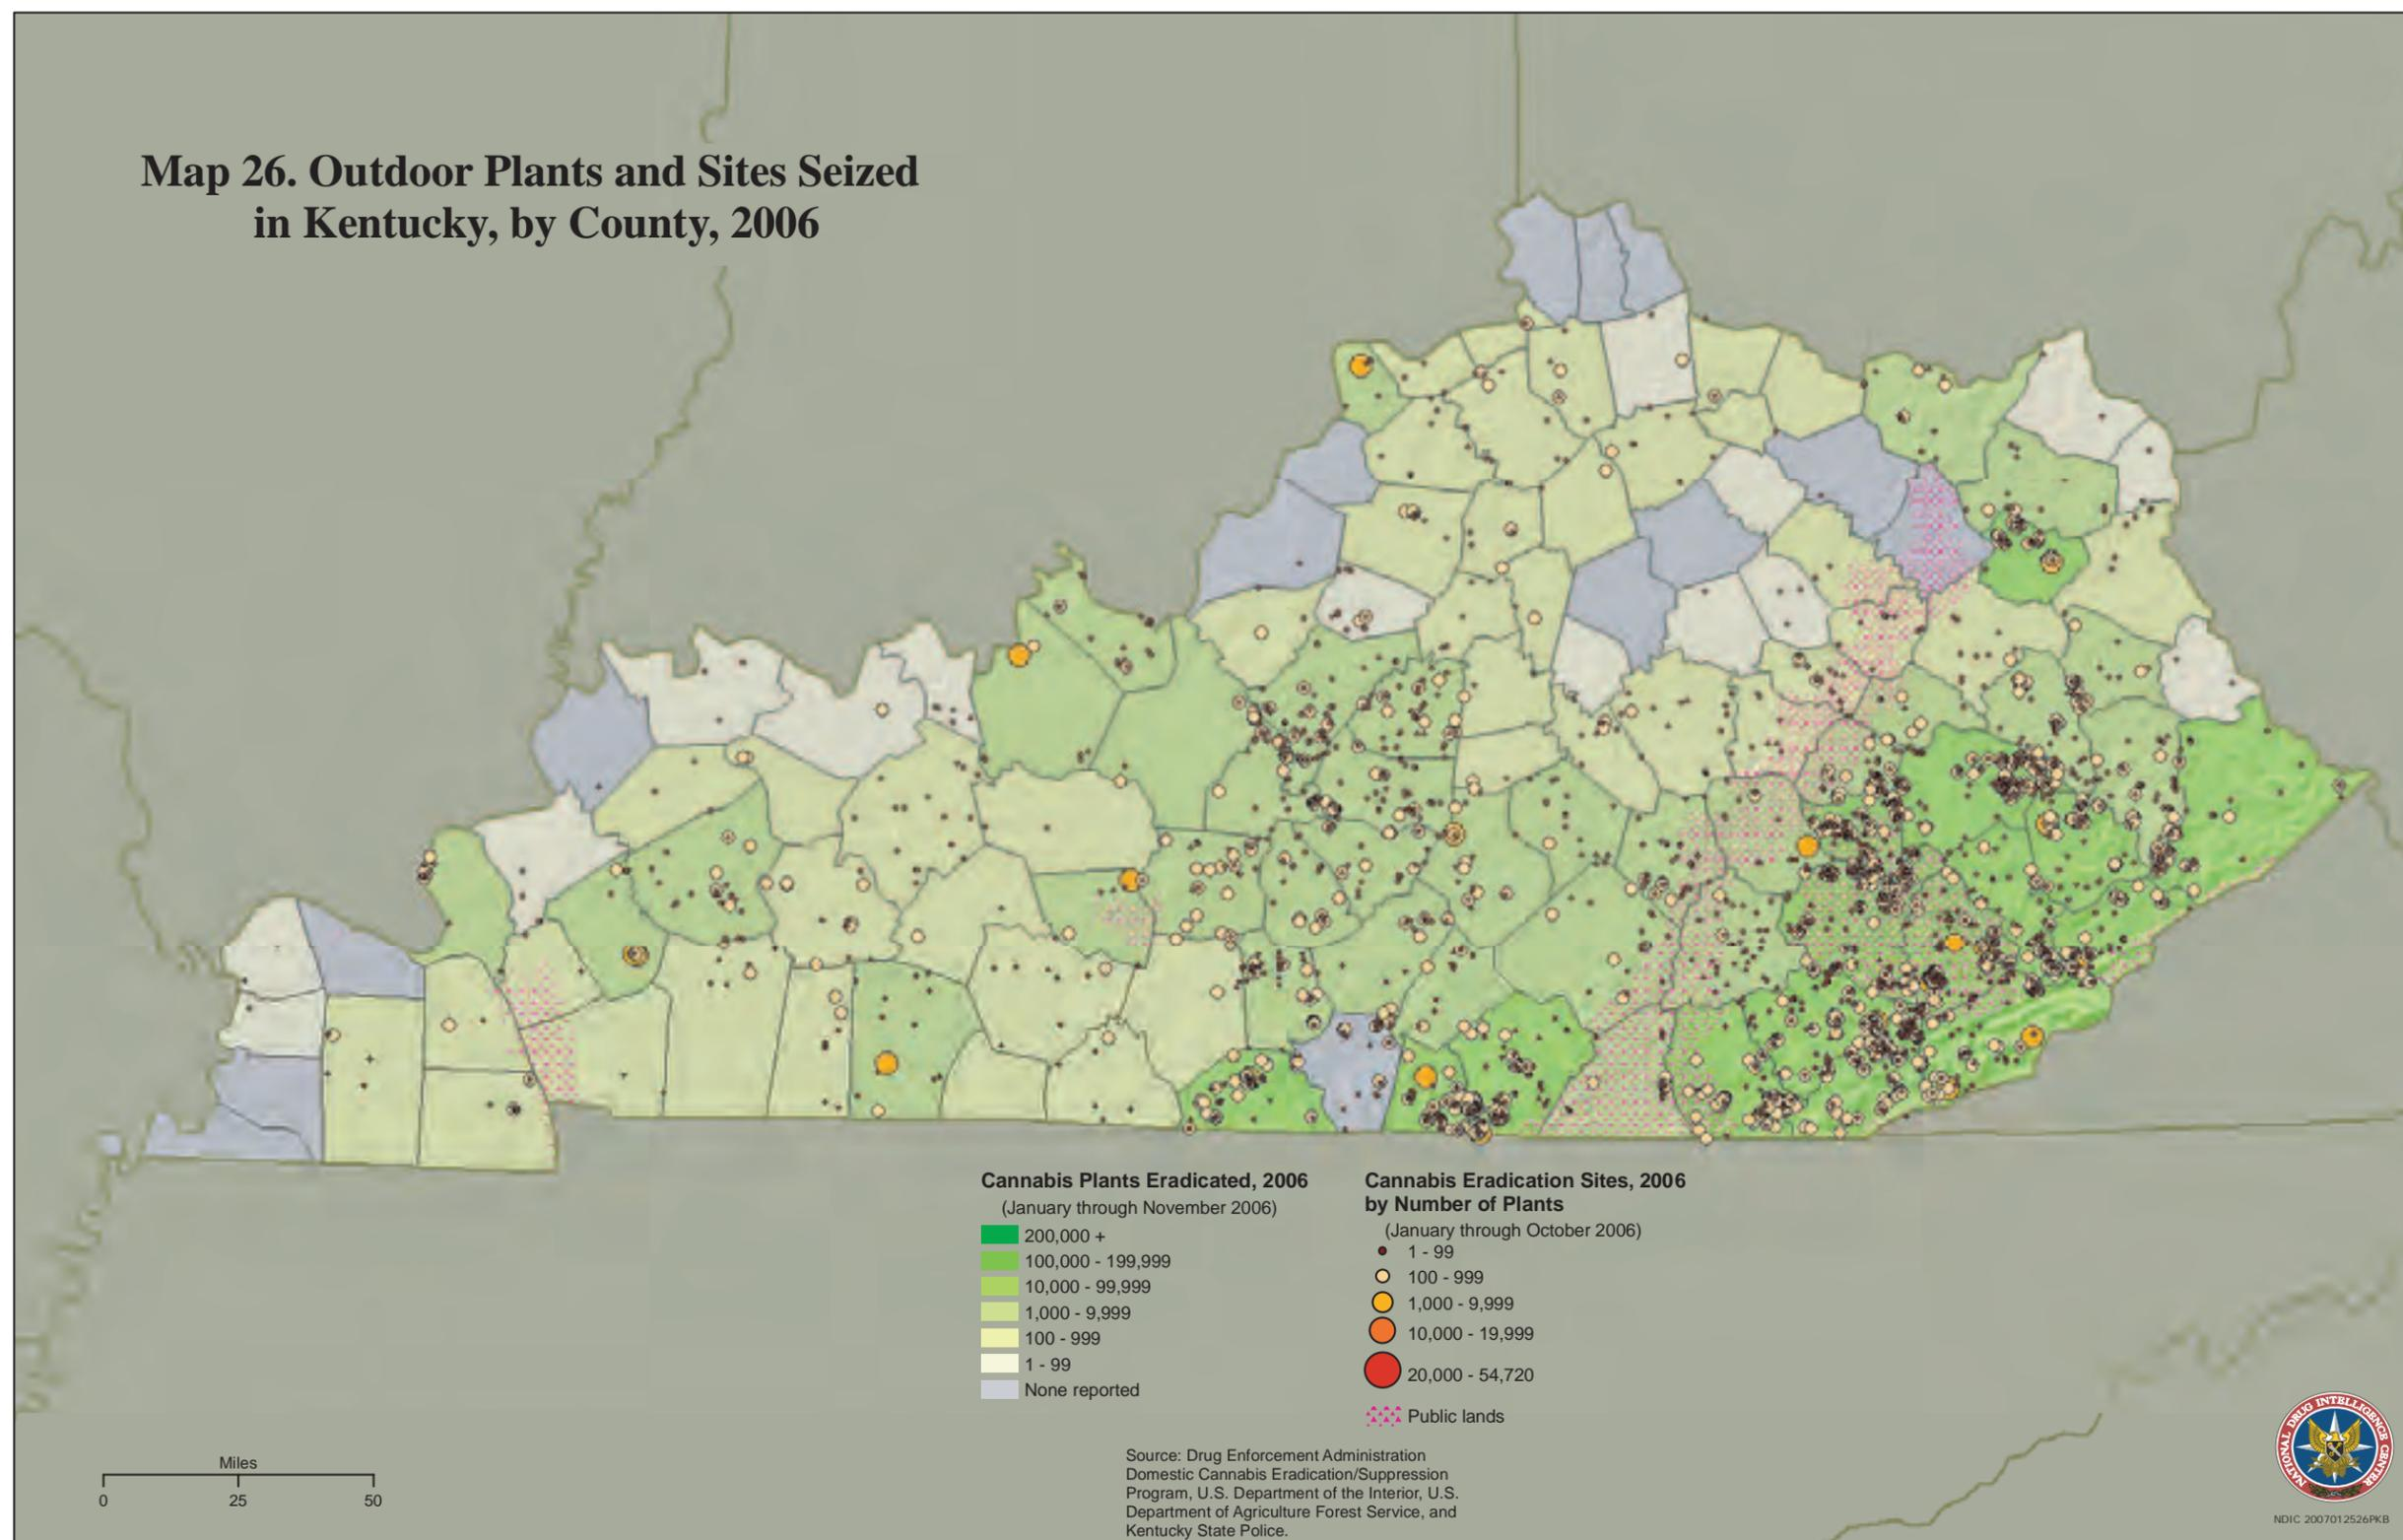 Map 26. Outdoor Plants and Sites Seized
in Kentucky, by County, 2006
Cannabis Plants Eradicated, 2006
(January through November 2006)
200,000 +
100,000 - 199,999
10,000 - 99,999
1,000 - 9,999
100 - 999
1 - 99
None reported
Cannabis Eradication Sites, 2006
by Number of Plants
(January through October 2006)
1 - 99
100 - 999
1,000 - 9,999
10,000 - 19,999
20,000 - 54,720
Public lands
Miles
0 25 50
Source: Drug Enforcement Administration
Domestic Cannabis Eradication/Suppression
Program, U.S. Department of the Interior, U.S.
Department of Agriculture Forest Service, and
Kentucky State Police.
NATIONAL DRUG INTELLIGENCE CENTER
NDIC 2007012526PKB